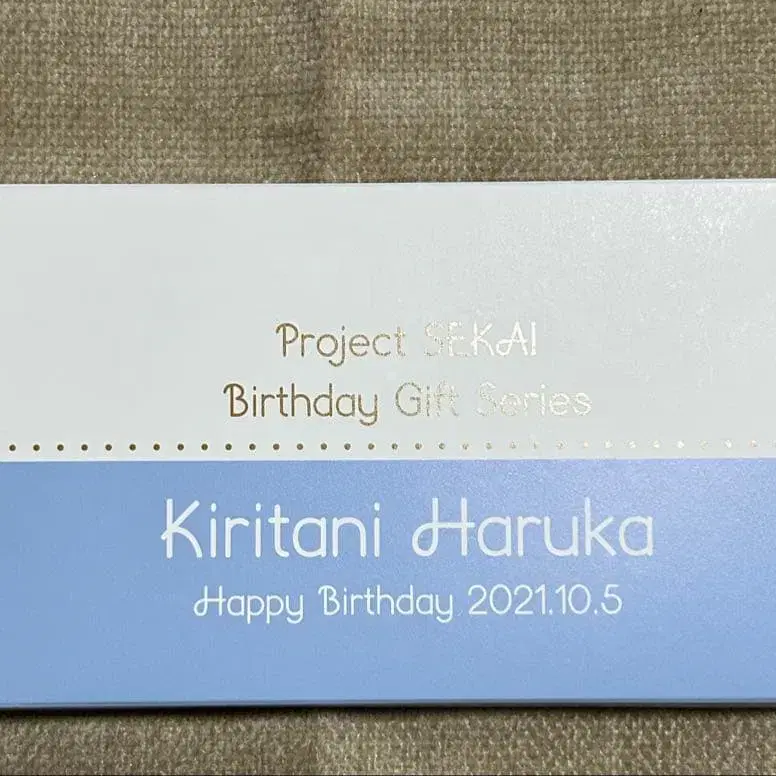 Project SEKAI
Birthday Gift Series
Kiritani Haruka
Happy Birthday 2021.10.5